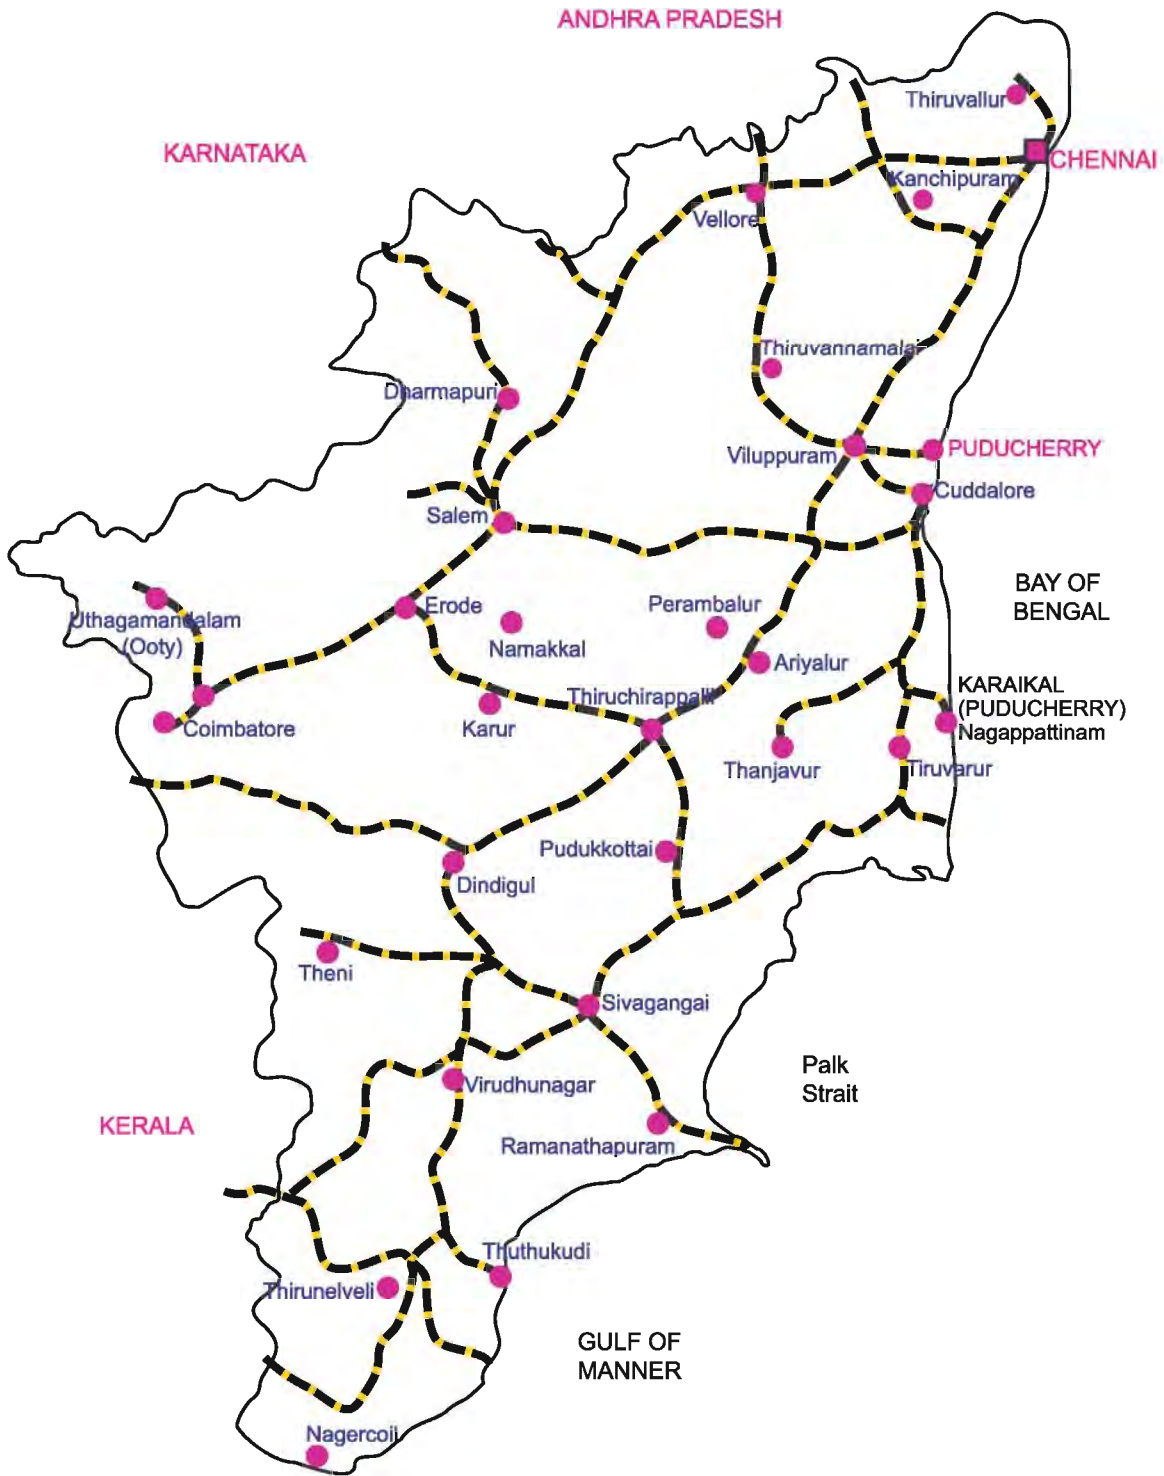 ANDHRA PRADESH
Thiruvallur
KARNATAKA
CHENNAI
Kanchipuram
Vellore
Thiruvannamalai
Dharmapuri
PUDUCHERRY
Viluppuram
Cuddalore
Salem
BAY OF
BENGAL
Erode
Perambalur
Uthagamandalam
(Ooty)
Namakkal
Ariyalur
KARAIKAL
(PUDUCHERRY)
Nagappattinam
Thiruchirappalli
Coimbatore
Karur
Thanjavur
Tiruvarur
Pudukkottai
Dindigul
Theni
Sivagangai
Palk
Strait
Virudhunagar
KERALA
Ramanathapuram
Thuthukudi
Thirunelveli
GULF OF
MANNER
Nagercoil